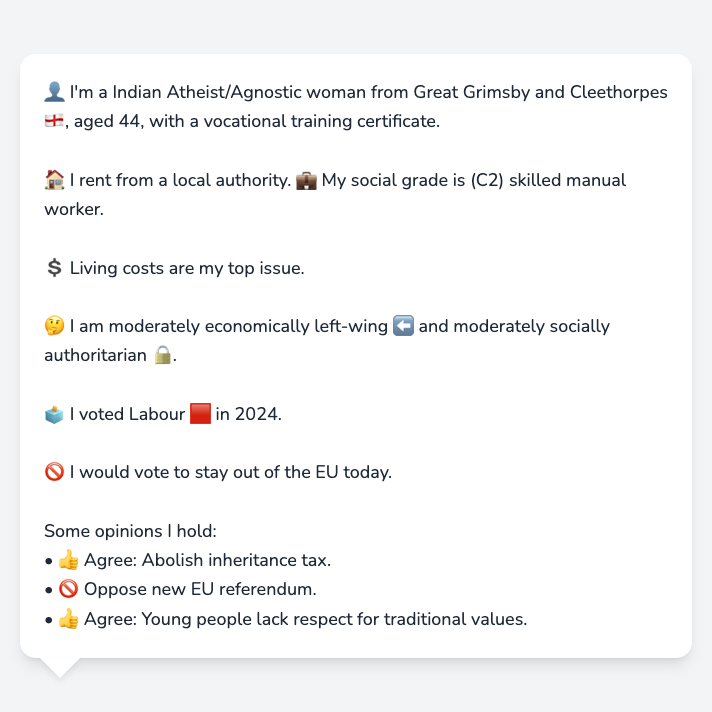 👤 I'm a Indian Atheist/Agnostic woman from Great Grimsby and Cleethorpes
🏴󠁧󠁢󠁥󠁮󠁧󠁿, aged 44, with a vocational training certificate.
🏠 I rent from a local authority. 💼 My social grade is (C2) skilled manual
worker.
💲 Living costs are my top issue.
🤔 I am moderately economically left-wing ⬅️ and moderately socially
authoritarian 🔒.
🗳️ I voted Labour 🟥 in 2024.
🚫 I would vote to stay out of the EU today.
Some opinions I hold:
• 👍 Agree: Abolish inheritance tax.
• 🚫 Oppose new EU referendum.
• 👍 Agree: Young people lack respect for traditional values.